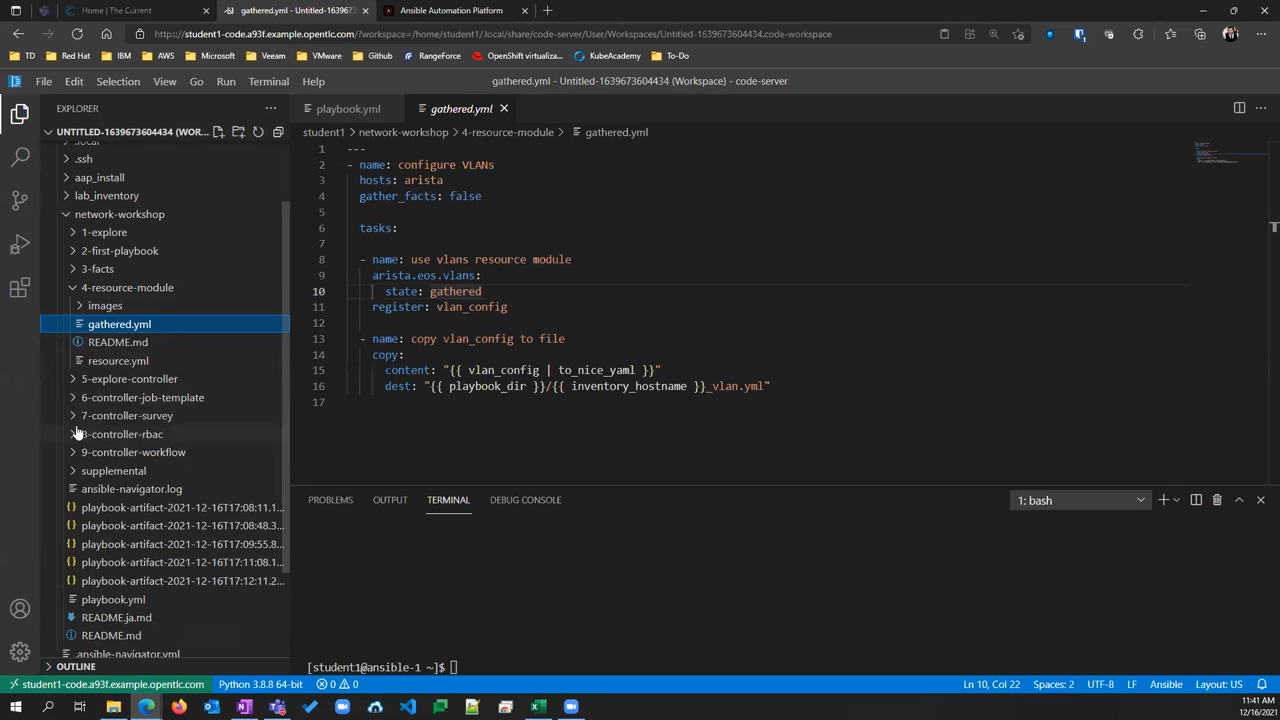 Home | The Current
gathered.yml - Untitled-16396736
Ansible Automation Platform
https://student1-code.a93f.example.opentlc.com/?workspace=/home/student1/.local/share/code-server/User/Workspaces/Untitled-1639673604434.code-workspace
TD
Red Hat
IBM
AWS
Microsoft
Veeam
VMware
Github
RangeForce
OpenShift virtualiz...
KubeAcademy
To-Do
File Edit Selection View Go Run Terminal Help
gathered.yml - Untitled-1639673604434 (Workspace) - code-server
EXPLORER
UNTITLED-1639673604434 (WOR...
.local
.ssh
aap_install
lab_inventory
network-workshop
1-explore
2-first-playbook
3-facts
4-resource-module
images
gathered.yml
README.md
resource.yml
5-explore-controller
6-controller-job-template
7-controller-survey
8-controller-rbac
9-controller-workflow
supplemental
ansible-navigator.log
playbook-artifact-2021-12-16T17:08:11.1...
playbook-artifact-2021-12-16T17:08:48.3...
playbook-artifact-2021-12-16T17:09:55.8...
playbook-artifact-2021-12-16T17:11:08.1...
playbook-artifact-2021-12-16T17:12:11.2...
playbook.yml
README.ja.md
README.md
.ansible-navigator.yml
OUTLINE
playbook.yml
gathered.yml
student1 > network-workshop > 4-resource-module > gathered.yml
1 ---
2 - name: configure VLANs
3 hosts: arista
4 gather_facts: false
5
6 tasks:
7
8 - name: use vlans resource module
9 arista.eos.vlans:
10 state: gathered
11 register: vlan_config
12
13 - name: copy vlan_config to file
14 copy:
15 content: "{{ vlan_config | to_nice_yaml }}"
16 dest: "{{ playbook_dir }}/{{ inventory_hostname }}_vlan.yml"
17
PROBLEMS OUTPUT TERMINAL DEBUG CONSOLE
1: bash
[student1@ansible-1 ~]$
student1-code.a93f.example.opentlc.com
Python 3.8.8 64-bit
0
0
Ln 10, Col 22
Spaces: 2
UTF-8
LF
Ansible
Layout: US
11:41 AM
12/16/2021